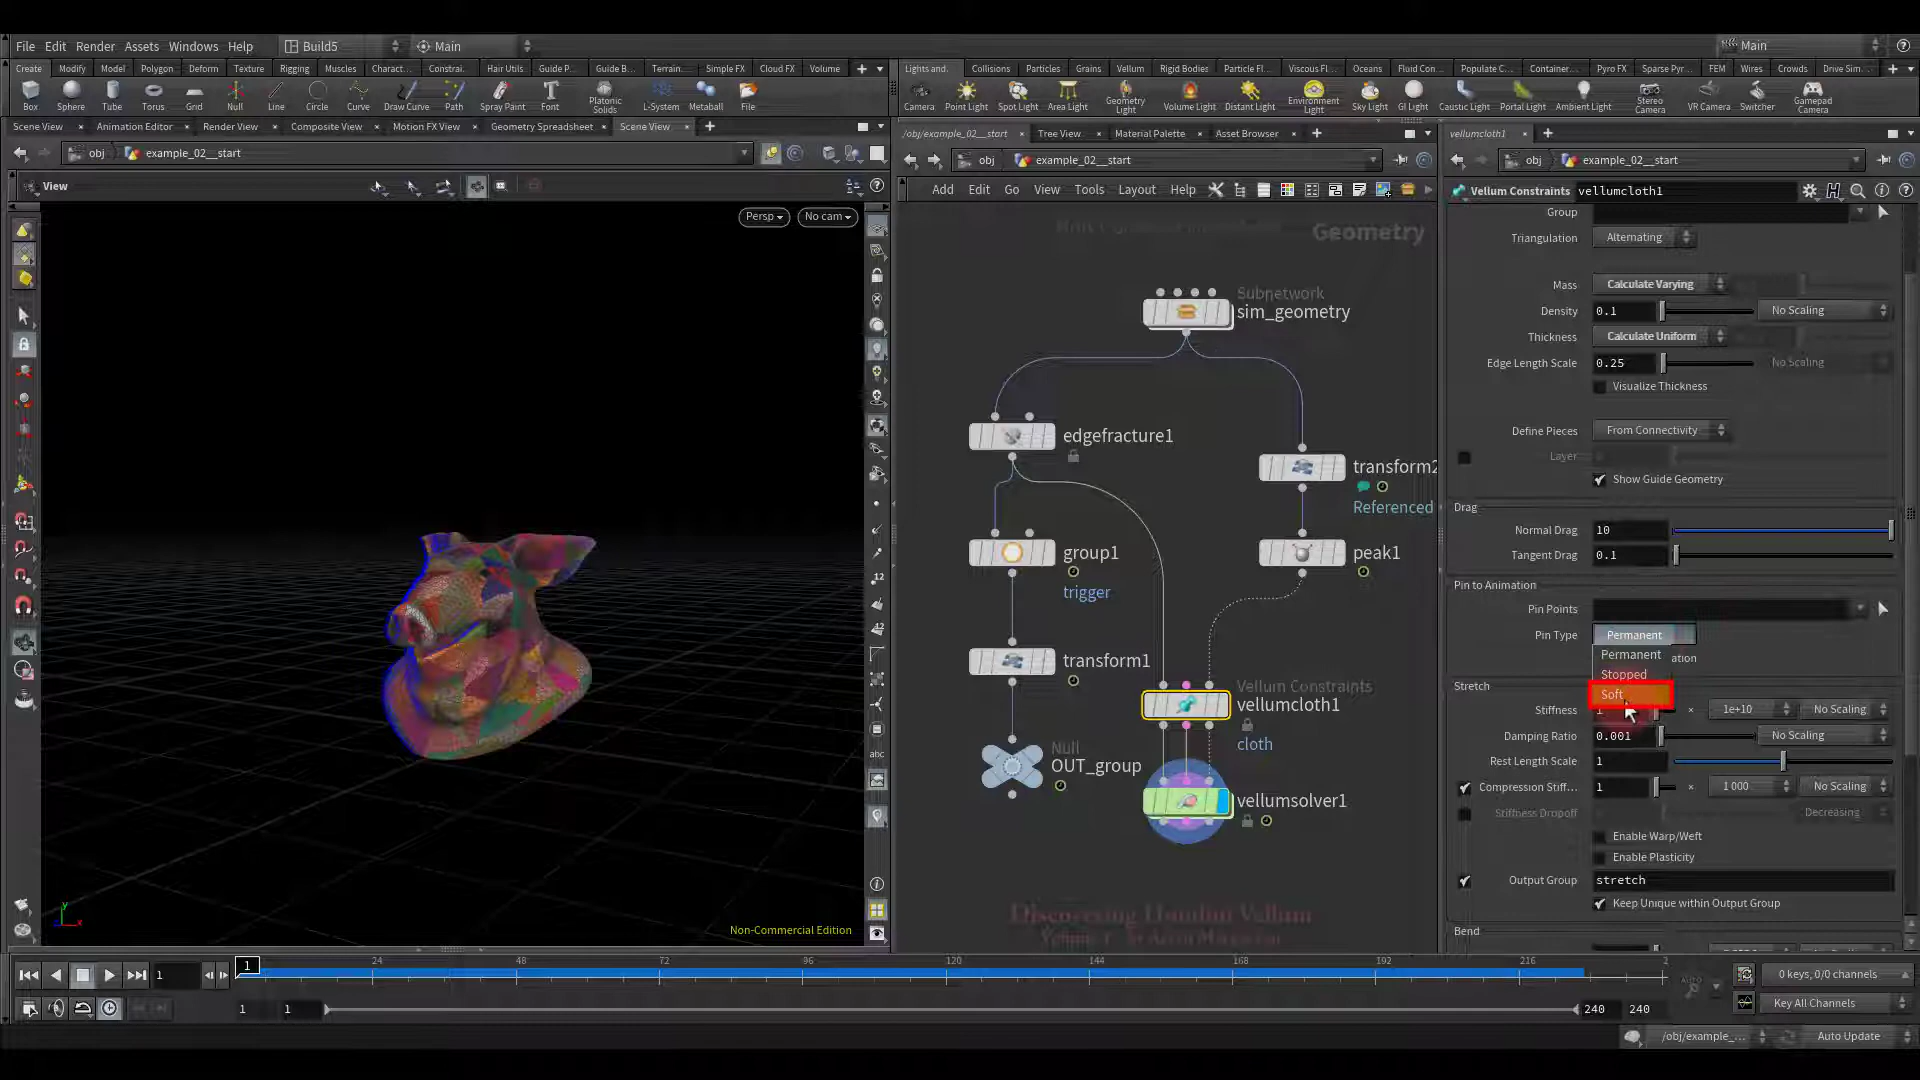 File Edit Render Assets Windows Help Build5 Main Main
Create Modify Model Polygon Deform Texture Rigging Muscles Charact... Constrai... Hair Utils Guide P... Guide B... Terrain... Simple FX Cloud FX Volume
Lights and... Collisions Particles Grains Vellum Rigid Bodies Particle Fl... Viscous Fl... Oceans Fluid Con... Populate C... Container... Pyro FX Sparse Pyr... FEM Wires Crowds Drive Sim...
Box Sphere Tube Torus Grid Null Line Circle Curve Draw Curve Path Spray Paint Font Platonic Solids L-System Metaball File
Camera Point Light Spot Light Area Light Geometry Light Volume Light Distant Light Environment Light Sky Light GI Light Caustic Light Portal Light Ambient Light Stereo Camera VR Camera Switcher Gamepad Camera
Scene View Animation Editor Render View Composite View Motion FX View Geometry Spreadsheet Scene View
/obj/example_02__start Tree View Material Palette Asset Browser
vellumcloth1
obj example_02__start
obj example_02__start
obj example_02__start
View
Persp No cam
Add Edit Go View Tools Layout Help
Vellum Constraints vellumcloth1
Geometry
Subnetwork
sim_geometry
edgefracture1
transform2
Referenced
group1
trigger
peak1
transform1
Vellum Constraints
vellumcloth1
cloth
Null
OUT_group
vellumsolver1
Discovering Houdini Vellum
Group
Triangulation Alternating
Mass Calculate Varying
Density 0.1 No Scaling
Thickness Calculate Uniform
Edge Length Scale 0.25 No Scaling
Visualize Thickness
Define Pieces From Connectivity
Layer
Show Guide Geometry
Drag
Normal Drag 10
Tangent Drag 0.1
Pin to Animation
Pin Points
Pin Type Permanent
Permanent
ation
Stopped
Soft
Stretch
Stiffness 1 × 1e+10 No Scaling
Damping Ratio 0.001 No Scaling
Rest Length Scale 1
Compression Stiff... 1 × 1000 No Scaling
Stiffness Dropoff Decreasing
Enable Warp/Weft
Enable Plasticity
Output Group stretch
Keep Unique within Output Group
Bend
12
12
abc
y
x
Non-Commercial Edition
1 1 24 48 72 96 120 144 168 192 216 2
1 1 240 240
0 keys, 0/0 channels
AUTO
Key All Channels
/obj/example_... Auto Update